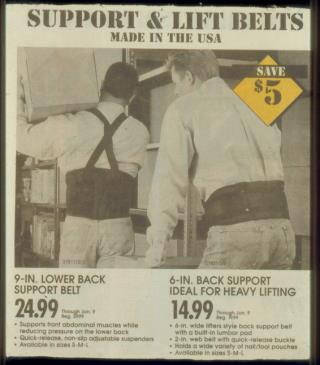 SUPPORT & LIFT BELTS
MADE IN THE USA
SAVE
$5
9-IN. LOWER BACK
SUPPORT BELT
24.99 Through Jan. 9
Reg. 29.99
• Supports front abdominal muscles while
reducing pressure on the lower back
• Quick-release, non-slip adjustable suspenders
• Available in sizes S-M-L
6-IN. BACK SUPPORT
IDEAL FOR HEAVY LIFTING
14.99 Through Jan. 9
Reg. 19.99
• 6-in. wide lifters style back support belt
with a built-in lumbar pad
• 2-in. web belt with quick-release buckle
• Holds a wide variety of nail/tool pouches
• Available in sizes S-M-L